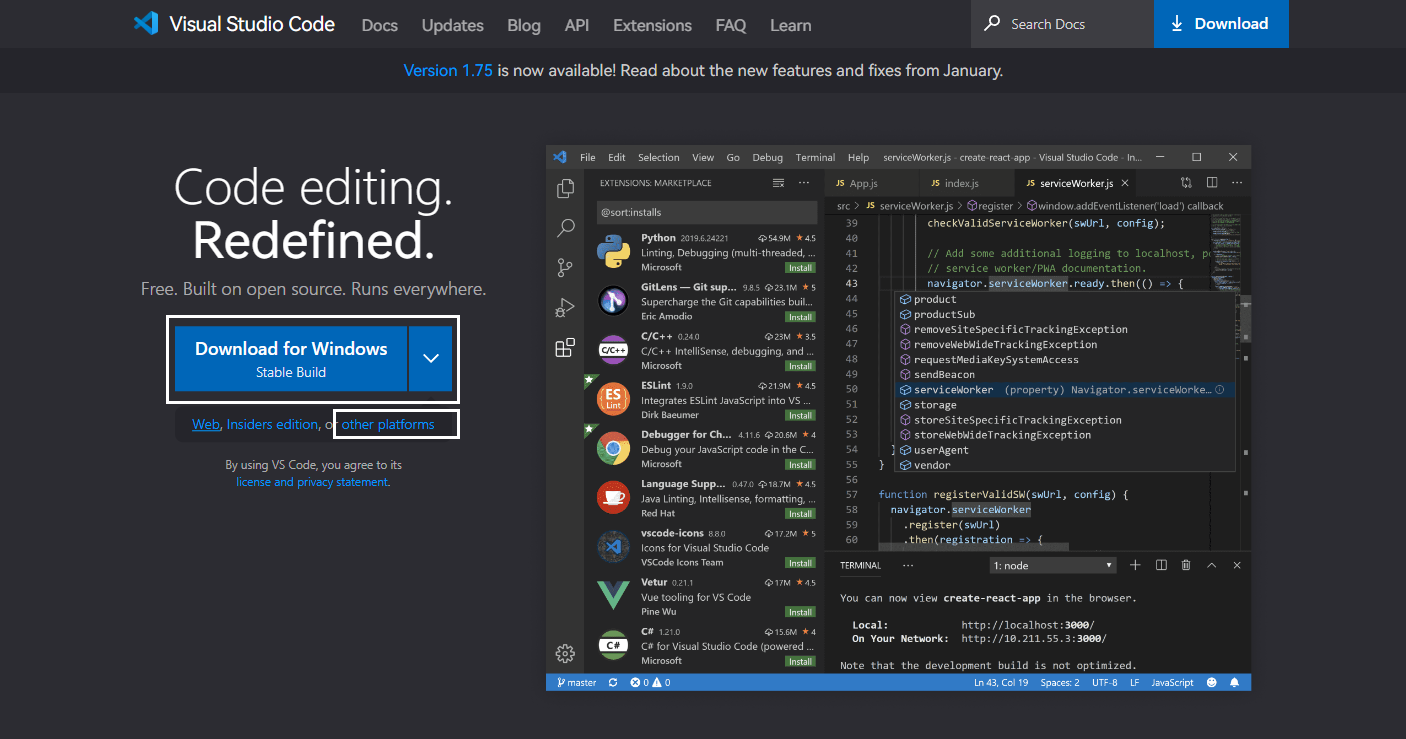 Visual Studio Code Docs Updates Blog API Extensions FAQ Learn Search Docs Download
Version 1.75 is now available! Read about the new features and fixes from January.
Code editing.
Redefined.
Free. Built on open source. Runs everywhere.
Download for Windows
Stable Build
Web, Insiders edition, or other platforms
By using VS Code, you agree to its
license and privacy statement.
File Edit Selection View Go Debug Terminal Help serviceWorker.js - create-react-app - Visual Studio Code - In...
EXTENSIONS: MARKETPLACE
@sort:installs
Python 2019.6.24221 54.9M 4.5
Linting, Debugging (multi-threaded, ...
Microsoft Install
GitLens — Git sup... 9.8.5 23.1M 5
Supercharge the Git capabilities buil...
Eric Amodio Install
C/C++ 0.24.0 23M 3.5
C/C++ IntelliSense, debugging, and ...
Microsoft Install
ESLint 1.9.0 21.9M 4.5
Integrates ESLint JavaScript into VS ...
Dirk Baeumer Install
Debugger for Ch... 4.11.6 20.6M 4
Debug your JavaScript code in the C...
Microsoft Install
Language Supp... 0.47.0 18.7M 4.5
Java Linting, Intellisense, formatting, ...
Red Hat Install
vscode-icons 8.8.0 17.2M 5
Icons for Visual Studio Code
VSCode Icons Team Install
Vetur 0.21.1 17M 4.5
Vue tooling for VS Code
Pine Wu Install
C# 1.21.0 15.6M 4
C# for Visual Studio Code (powered ...
Microsoft Install
C/C++
ES
Lint
C#
JS App.js JS index.js JS serviceWorker.js
src > JS serviceWorker.js > register > window.addEventListener('load') callback
39 checkValidServiceWorker(swUrl, config);
40
41 // Add some additional logging to localhost, p
42 // service worker/PWA documentation.
43 navigator.serviceWorker.ready.then(() => {
44 product
45 productSub
46 removeSiteSpecificTrackingException
47 removeWebWideTrackingException
48 requestMediaKeySystemAccess
49 sendBeacon
50 serviceWorker (property) Navigator.serviceWorke...
51 storage
52 storeSiteSpecificTrackingException
53 storeWebWideTrackingException
54 } userAgent
55 } vendor
56
57 function registerValidSW(swUrl, config) {
58 navigator.serviceWorker
59 .register(swUrl)
60 .then(registration => {
TERMINAL ... 1: node
You can now view create-react-app in the browser.
Local: http://localhost:3000/
On Your Network: http://10.211.55.3:3000/
Note that the development build is not optimized.
master 0 0 Ln 43, Col 19 Spaces: 2 UTF-8 LF JavaScript